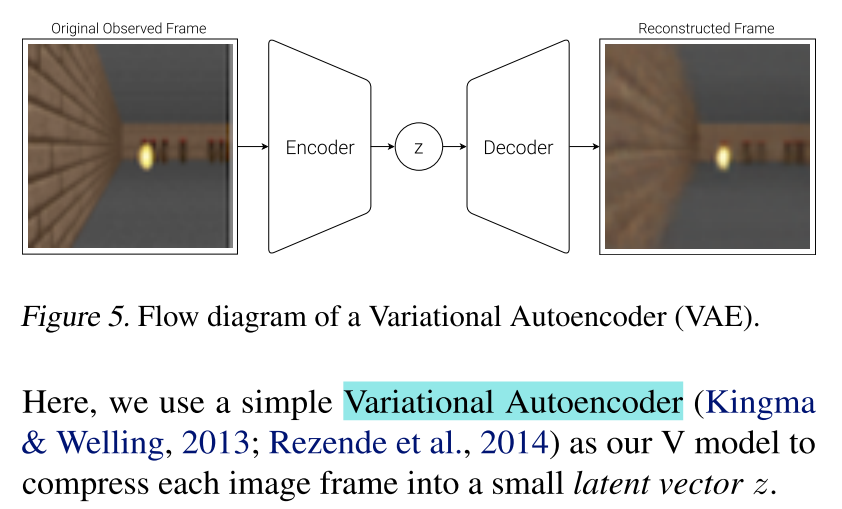 Original Observed Frame
Reconstructed Frame
Encoder
z
Decoder
Figure 5. Flow diagram of a Variational Autoencoder (VAE).
Here, we use a simple Variational Autoencoder (Kingma
& Welling, 2013; Rezende et al., 2014) as our V model to
compress each image frame into a small latent vector z.